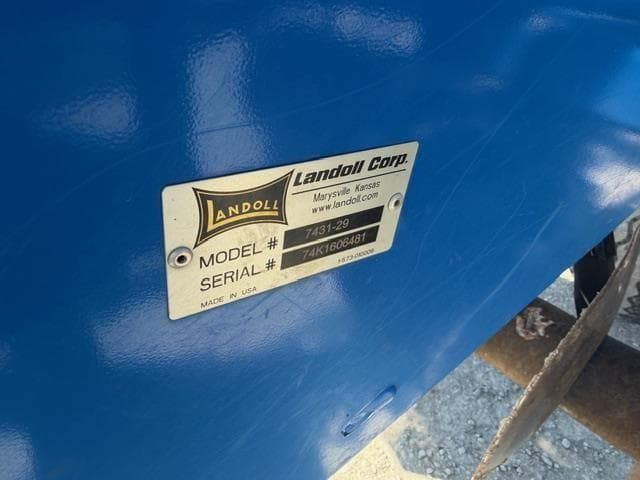 LANDOLL
Landoll Corp.
Marysville Kansas
www.landoll.com
MODEL # 7431-29
SERIAL # 74K1606481
MADE IN USA